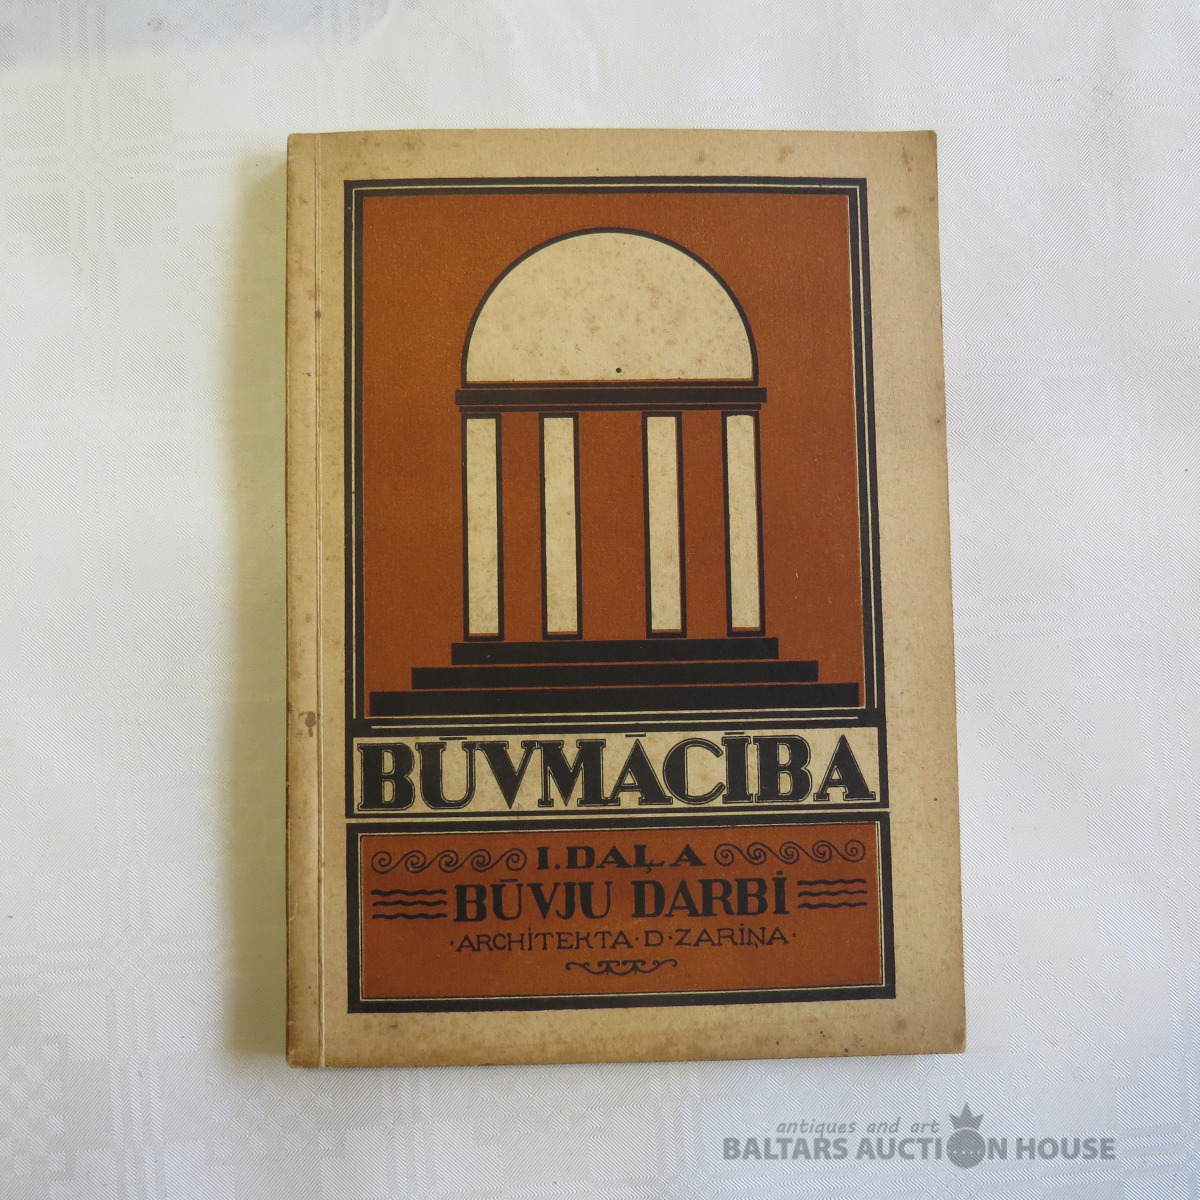 BŪVMĀCĪBA
I. DAĻA
BŪVJU DARBI
·ARCHITEKTA·D·ZARIŅA·
antiques and art
BALTARS AUCTION HOUSE